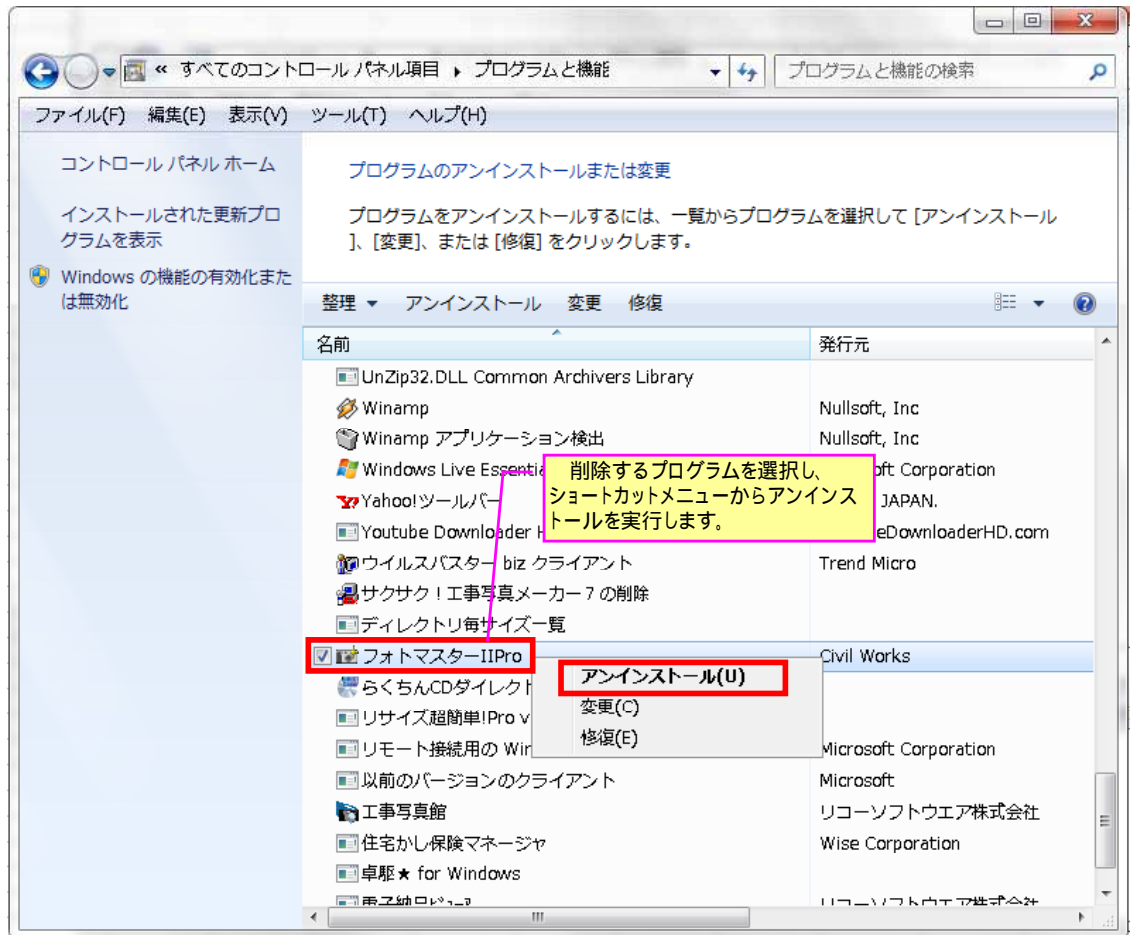 « すべてのコントロール パネル項目 ▸ プログラムと機能
プログラムと機能の検索
ファイル(F) 編集(E) 表示(V) ツール(T) ヘルプ(H)
コントロール パネル ホーム
インストールされた更新プロ
グラムを表示
Windows の機能の有効化また
は無効化
プログラムのアンインストールまたは変更
プログラムをアンインストールするには、一覧からプログラムを選択して [アンインストール
]、[変更]、または [修復] をクリックします。
整理 アンインストール 変更 修復
名前 発行元
UnZip32.DLL Common Archivers Library
Winamp Nullsoft, Inc
Winamp アプリケーション検出 Nullsoft, Inc
Windows Live Essentia ft Corporation
Yahoo!ツールバー JAPAN.
Youtube Downloader eDownloaderHD.com
削除するプログラムを選択し、
ショートカットメニューからアンインス
トールを実行します。
ウイルスバスター biz クライアント Trend Micro
サクサク!工事写真メーカー7 の削除
ディレクトリ毎サイズ一覧
フォトマスターIIPro Civil Works
らくちんCDダイレクト
リサイズ超簡単!Pro v
リモート接続用の Win Microsoft Corporation
アンインストール(U)
変更(C)
修復(E)
以前のバージョンのクライアント Microsoft
工事写真館 リコーソフトウエア株式会社
住宅かし保険マネージャ Wise Corporation
卓駆★ for Windows